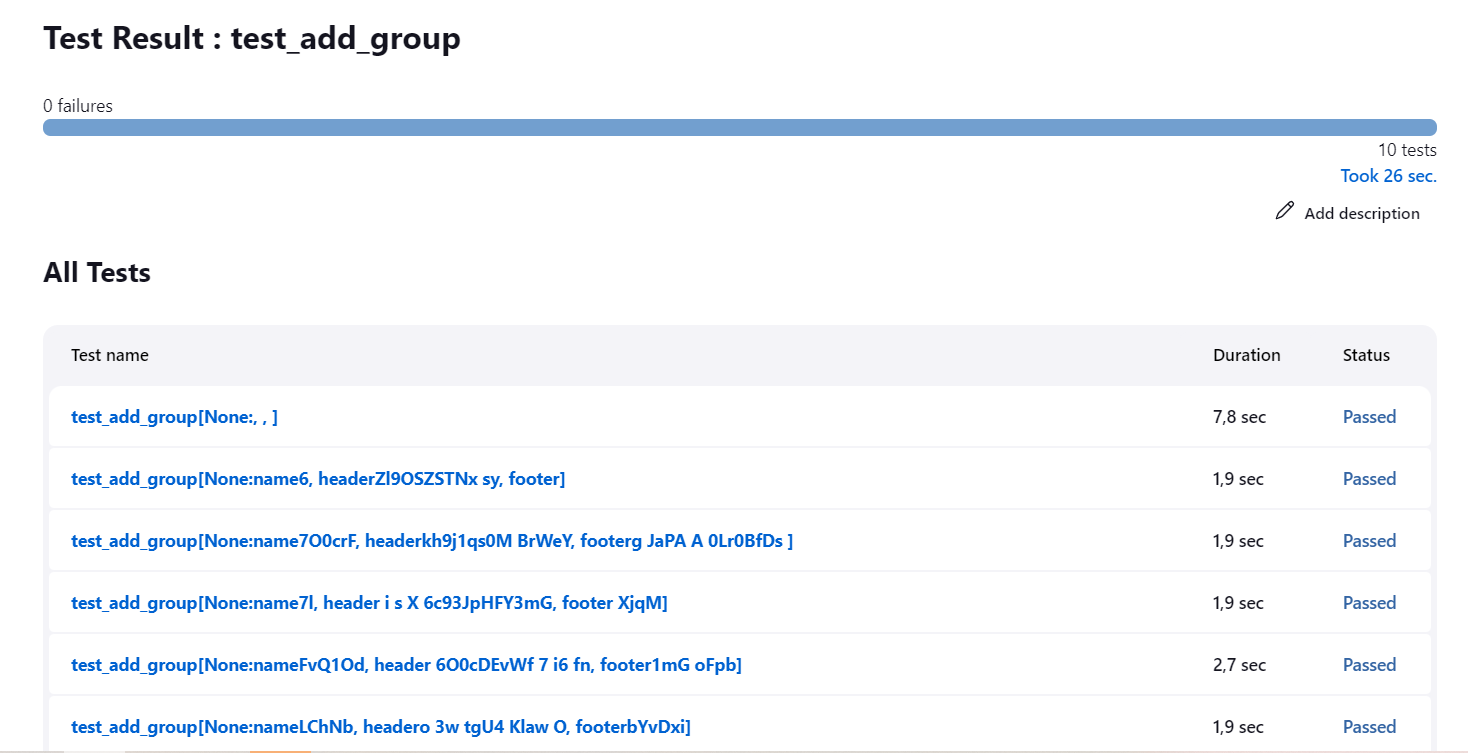 Test Result : test_add_group
0 failures
10 tests
Took 26 sec.
Add description
All Tests
Test name Duration Status
test_add_group[None:, , ] 7,8 sec Passed
test_add_group[None:name6, headerZl9OSZSTNx sy, footer] 1,9 sec Passed
test_add_group[None:name7O0crF, headerkh9j1qs0M BrWeY, footerg JaPA A 0Lr0BfDs ] 1,9 sec Passed
test_add_group[None:name7l, header i s X 6c93JpHFY3mG, footer XjqM] 1,9 sec Passed
test_add_group[None:nameFvQ1Od, header 6O0cDEvWf 7 i6 fn, footer1mG oFpb] 2,7 sec Passed
test_add_group[None:nameLChNb, headero 3w tgU4 Klaw O, footerbYvDxi] 1,9 sec Passed